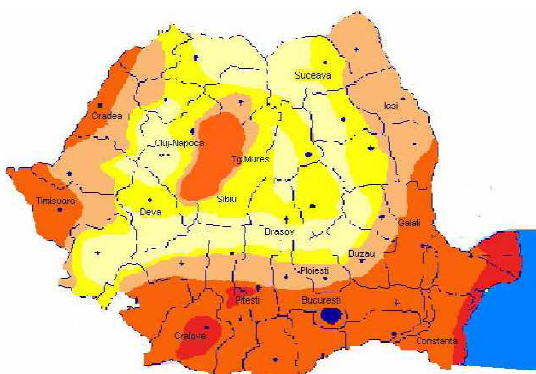 Suceava
Iasi
Oradea
Cluj-Napoca
Tg.Mures
Timisoara
Deva
Sibiu
Brasov
Galati
Buzau
Ploiesti
Pitesti
Bucuresti
Craiova
Constanta